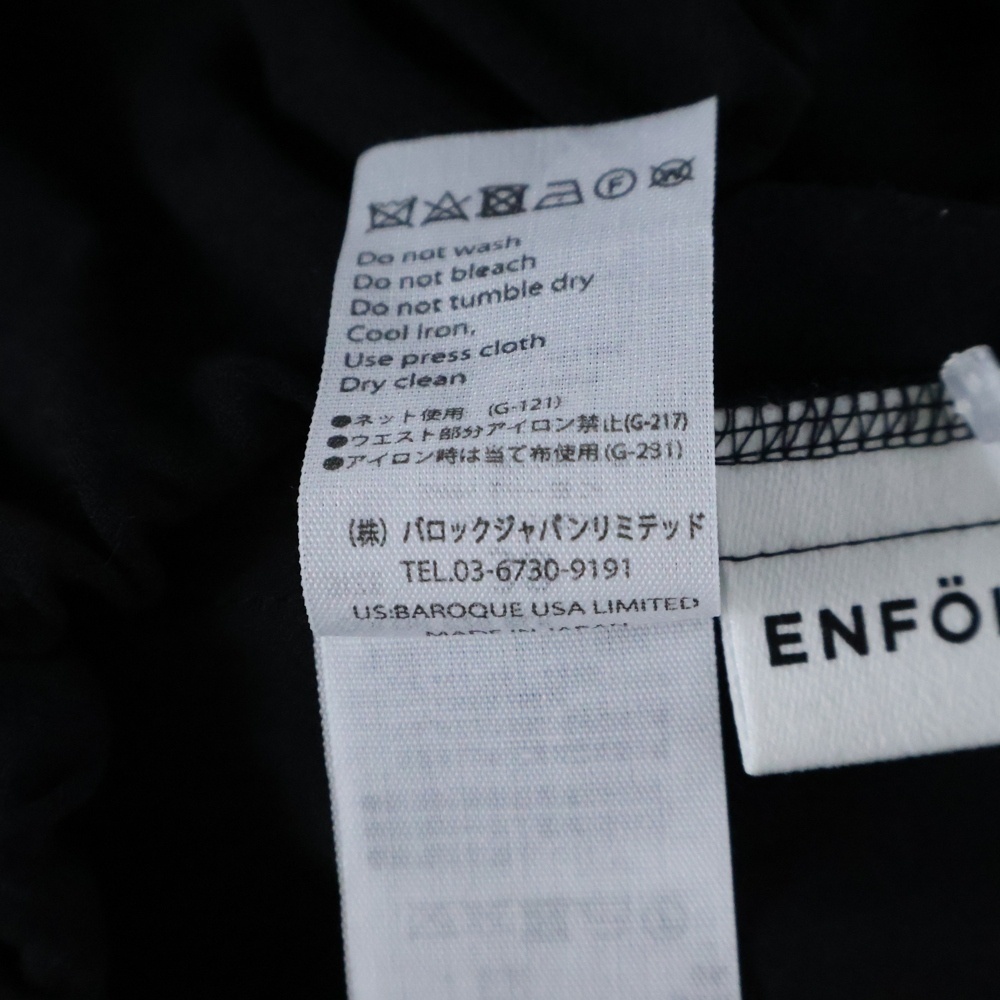 Do not wash
Do not bleach
Do not tumble dry
Cool iron,
Use press cloth
Dry clean
●ネット使用 (G-121)
●ウエスト部分アイロン禁止(G-217)
●アイロン時は当て布使用(G-231)
(株) バロックジャパンリミテッド
TEL.03-6730-9191
US:BAROQUE USA LIMITED
MADE IN JAPAN
ENFÖ